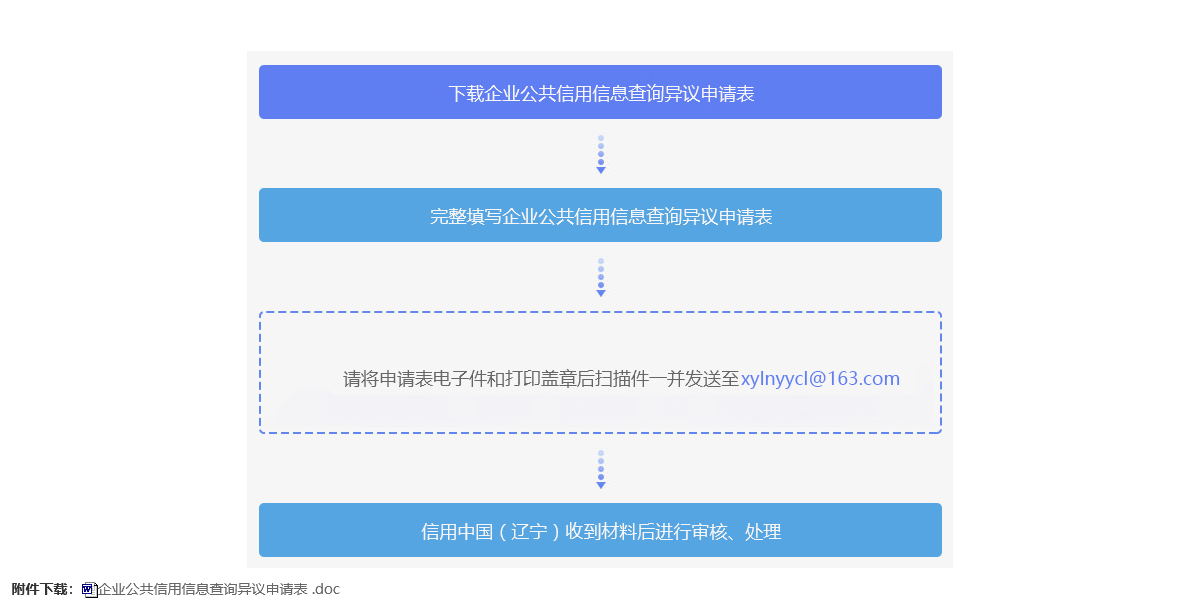 下载企业公共信用信息查询异议申请表
完整填写企业公共信用信息查询异议申请表
请将申请表电子件和打印盖章后扫描件一并发送至xylnyycl@163.com
信用中国（辽宁）收到材料后进行审核、处理
附件下载：企业公共信用信息查询异议申请表 .doc